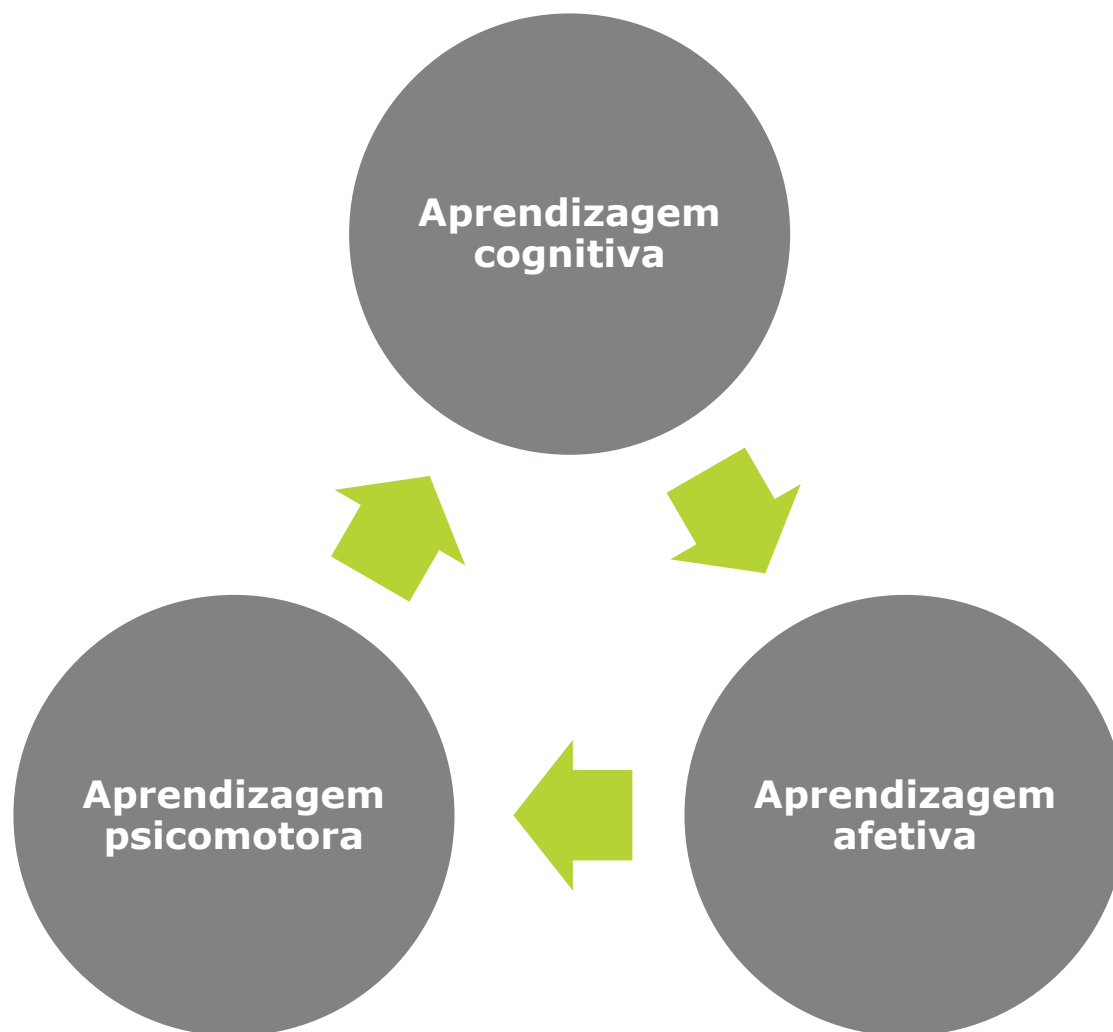 Aprendizagem
cognitiva
Aprendizagem
psicomotora
Aprendizagem
afetiva